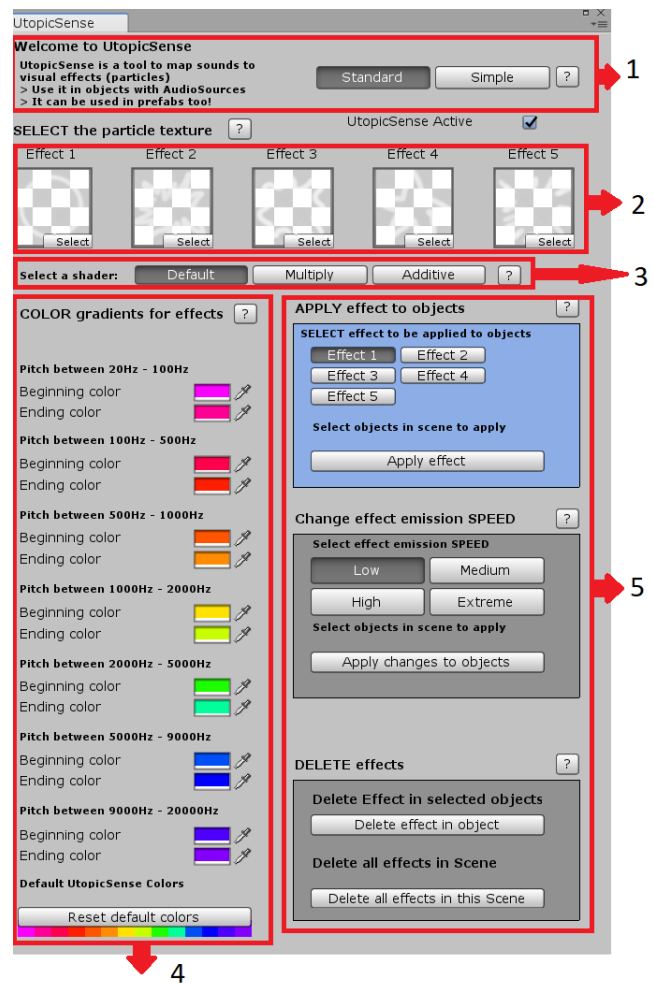 UtopicSense
Welcome to UtopicSense
UtopicSense is a tool to map sounds to
visual effects (particles)
> Use it in objects with AudioSources
> It can be used in prefabs too!
Standard Simple ?
1
SELECT the particle texture ?
UtopicSense Active
Effect 1 Effect 2 Effect 3 Effect 4 Effect 5
Select Select Select Select Select
2
Select a shader: Default Multiply Additive ?
3
COLOR gradients for effects ?
Pitch between 20Hz - 100Hz
Beginning color
Ending color
Pitch between 100Hz - 500Hz
Beginning color
Ending color
Pitch between 500Hz - 1000Hz
Beginning color
Ending color
Pitch between 1000Hz - 2000Hz
Beginning color
Ending color
Pitch between 2000Hz - 5000Hz
Beginning color
Ending color
Pitch between 5000Hz - 9000Hz
Beginning color
Ending color
Pitch between 9000Hz - 20000Hz
Beginning color
Ending color
Default UtopicSense Colors
Reset default colors
4
APPLY effect to objects ?
SELECT effect to be applied to objects
Effect 1 Effect 2
Effect 3 Effect 4
Effect 5
Select objects in scene to apply
Apply effect
Change effect emission SPEED ?
Select effect emission SPEED
Low Medium
High Extreme
Select objects in scene to apply
Apply changes to objects
5
DELETE effects ?
Delete Effect in selected objects
Delete effect in object
Delete all effects in Scene
Delete all effects in this Scene